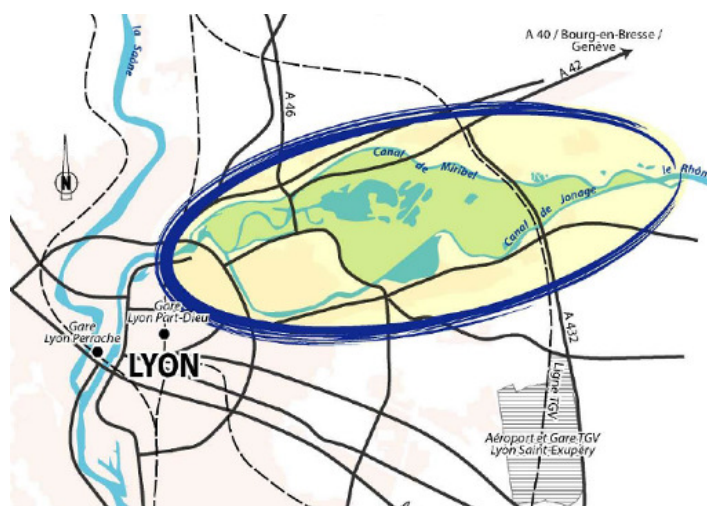 la Saône
A 40 / Bourg-en-Bresse /
Genève
A 42
A 46
N
Canal de Miribel
le Rhôn
Canal de Jonage
Gare
Lyon Part-Dieu
Gare
Lyon Perrache
LYON
A 432
Ligne TGV
Aéroport et Gare TGV
Lyon Saint-Exupéry